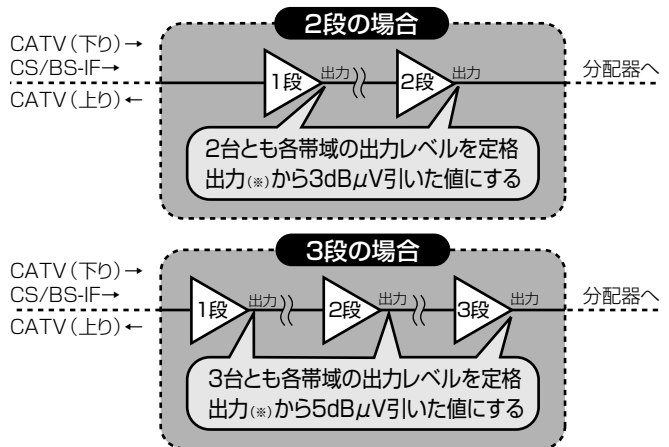 2段の場合
CATV(下り)→
CS/BS-IF→
CATV(上り)←
1段
出力
2段
出力
分配器へ
2台とも各帯域の出力レベルを定格
出力(※)から3dBμV引いた値にする
3段の場合
CATV(下り)→
CS/BS-IF→
CATV(上り)←
1段
出力
2段
出力
3段
出力
分配器へ
3台とも各帯域の出力レベルを定格
出力(※)から5dBμV引いた値にする